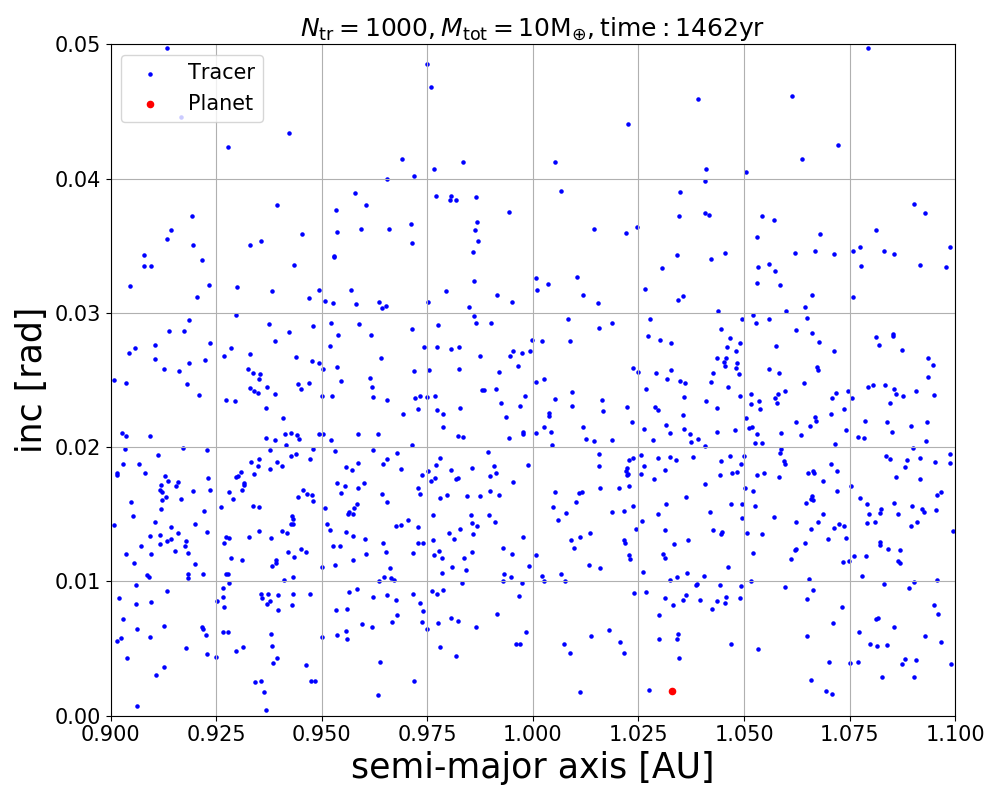 N_tr = 1000, M_tot = 10M_⊕, time : 1462yr
Tracer
Planet
inc [rad]
0.05
0.04
0.03
0.02
0.01
0.00
0.900 0.925 0.950 0.975 1.000 1.025 1.050 1.075 1.100
semi-major axis [AU]